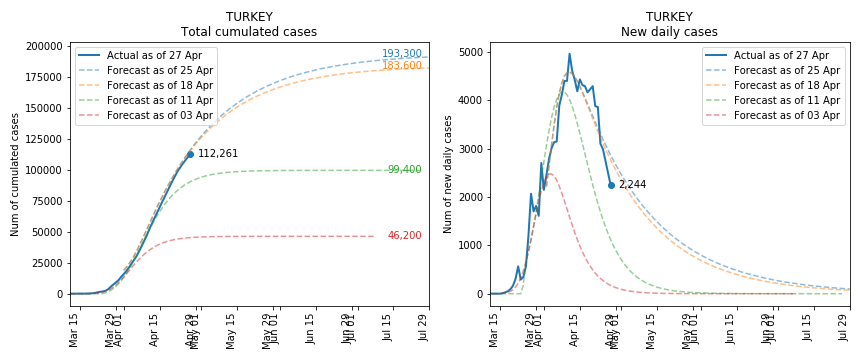 TURKEY
Total cumulated cases
Num of cumulated cases
200000
175000
150000
125000
100000
75000
50000
25000
0
Actual as of 27 Apr
Forecast as of 25 Apr
Forecast as of 18 Apr
Forecast as of 11 Apr
Forecast as of 03 Apr
193,300
183,600
112,261
99,400
46,200
Mar 15
Mar 29
Apr 01
Apr 15
Apr 29
May 01
May 15
May 29
Jun 01
Jun 15
Jun 29
Jul 01
Jul 15
Jul 29
TURKEY
New daily cases
Num of new daily cases
5000
4000
3000
2000
1000
0
Actual as of 27 Apr
Forecast as of 25 Apr
Forecast as of 18 Apr
Forecast as of 11 Apr
Forecast as of 03 Apr
2,244
Mar 15
Mar 29
Apr 01
Apr 15
Apr 29
May 01
May 15
May 29
Jun 01
Jun 15
Jun 29
Jul 01
Jul 15
Jul 29